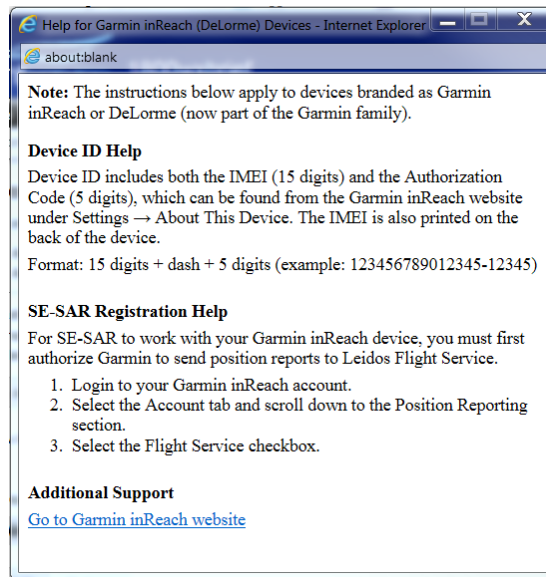 Help for Garmin inReach (DeLorme) Devices - Internet Explorer
about:blank
Note: The instructions below apply to devices branded as Garmin
inReach or DeLorme (now part of the Garmin family).
Device ID Help
Device ID includes both the IMEI (15 digits) and the Authorization
Code (5 digits), which can be found from the Garmin inReach website
under Settings → About This Device. The IMEI is also printed on the
back of the device.
Format: 15 digits + dash + 5 digits (example: 123456789012345-12345)
SE-SAR Registration Help
For SE-SAR to work with your Garmin inReach device, you must first
authorize Garmin to send position reports to Leidos Flight Service.
1. Login to your Garmin inReach account.
2. Select the Account tab and scroll down to the Position Reporting
section.
3. Select the Flight Service checkbox.
Additional Support
Go to Garmin inReach website